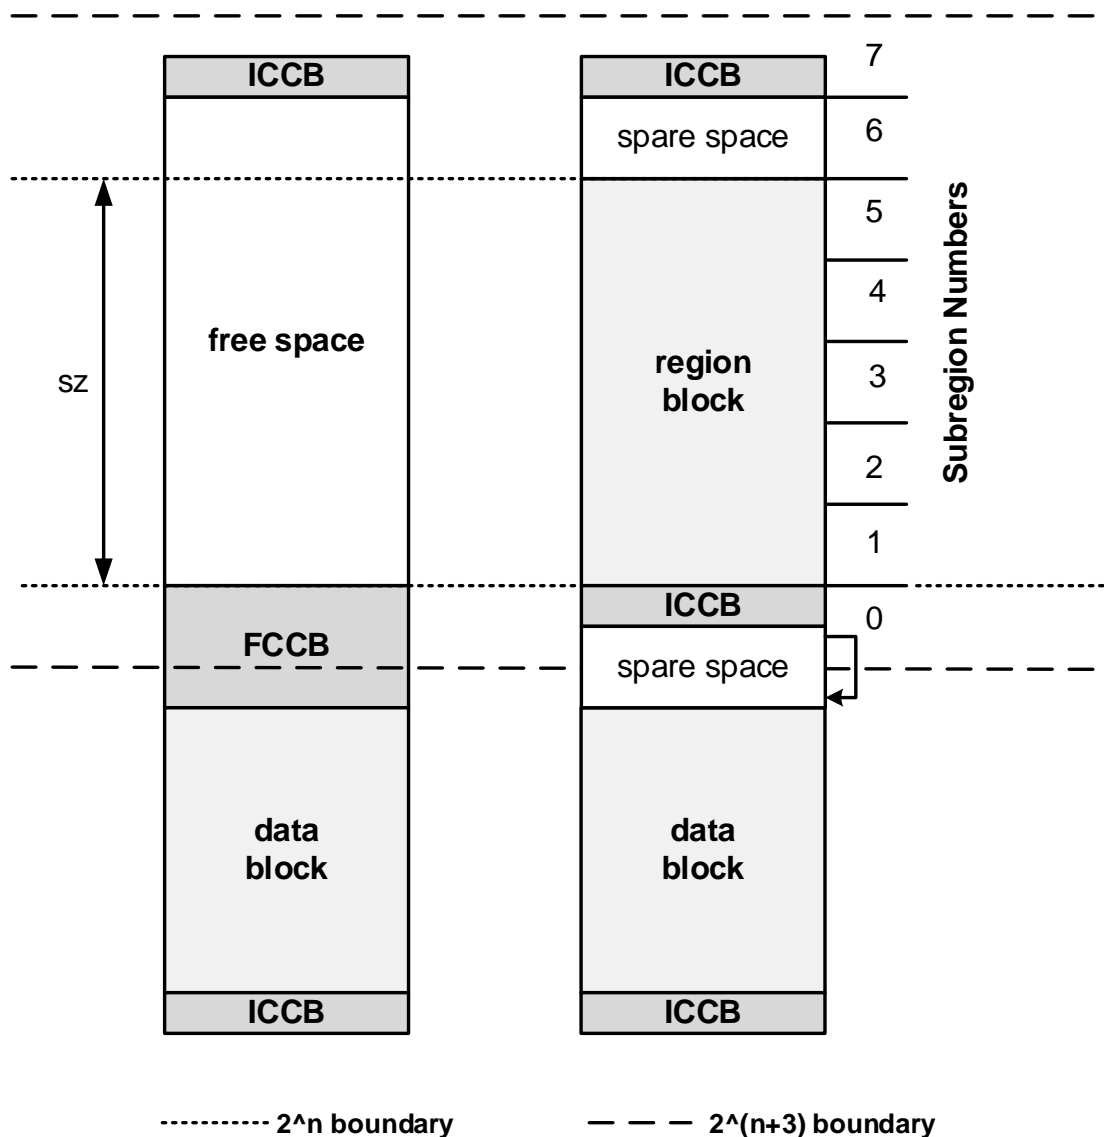 ICCB
free space
sz
FCCB
data
block
ICCB
ICCB
spare space
region
block
ICCB
spare space
data
block
ICCB
7
6
5
4
3
2
1
0
Subregion Numbers
2^n boundary
2^(n+3) boundary